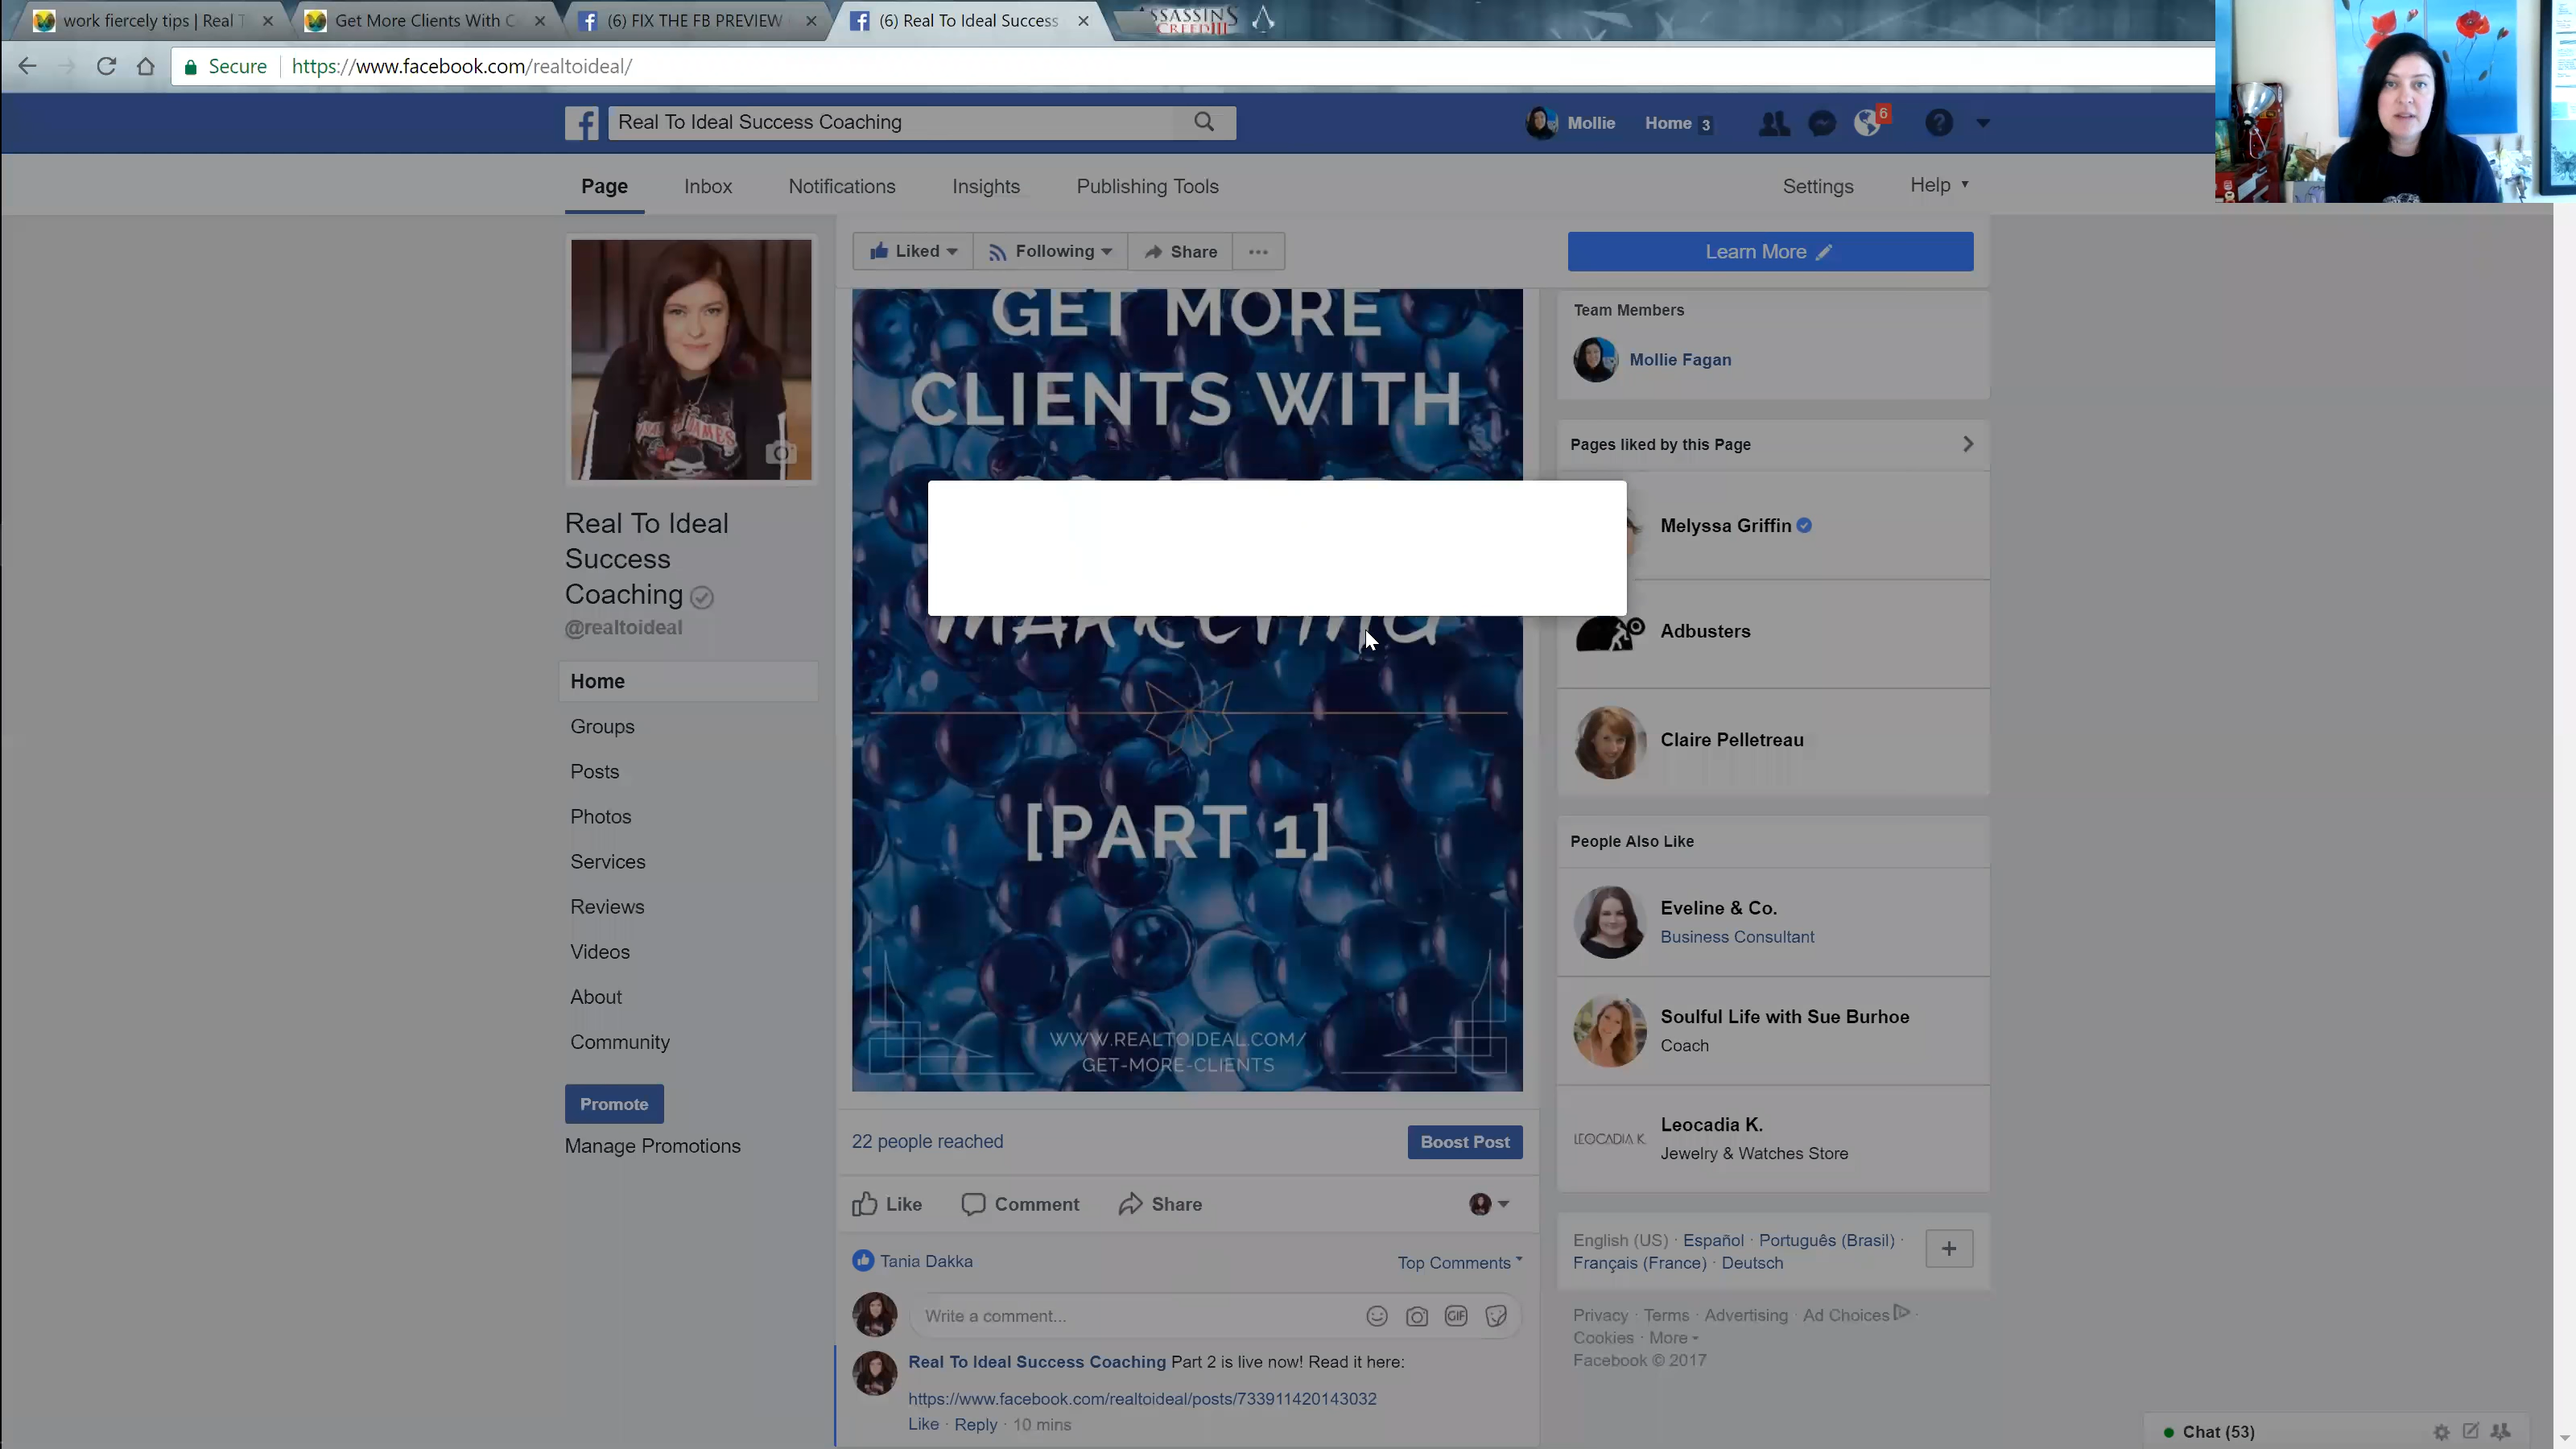 work fiercely tips | Real T
Get More Clients With C
(6) FIX THE FB PREVIEW
(6) Real To Ideal Success
ASSASSIN'S
CREED III
Secure
https://www.facebook.com/realtoideal/
Real To Ideal Success Coaching
Mollie
Home 3
6
Page
Inbox
Notifications
Insights
Publishing Tools
Settings
Help
Liked
Following
Share
Learn More
GET MORE
CLIENTS WITH
MARKETING
[PART 1]
WWW.REALTOIDEAL.COM/
GET-MORE-CLIENTS
Real To Ideal
Success
Coaching
@realtoideal
Home
Groups
Posts
Photos
Services
Reviews
Videos
About
Community
Promote
Manage Promotions
22 people reached
Boost Post
Like
Comment
Share
Tania Dakka
Top Comments
Write a comment...
GIF
Real To Ideal Success Coaching Part 2 is live now! Read it here:
https://www.facebook.com/realtoideal/posts/733911420143032
Like · Reply · 10 mins
Team Members
Mollie Fagan
Pages liked by this Page
Melyssa Griffin
Adbusters
Claire Pelletreau
People Also Like
Eveline & Co.
Business Consultant
Soulful Life with Sue Burhoe
Coach
LEOCADIA K.
Leocadia K.
Jewelry & Watches Store
English (US) · Español · Português (Brasil) ·
Français (France) · Deutsch
Privacy · Terms · Advertising · Ad Choices ·
Cookies · More
Facebook © 2017
Chat (53)